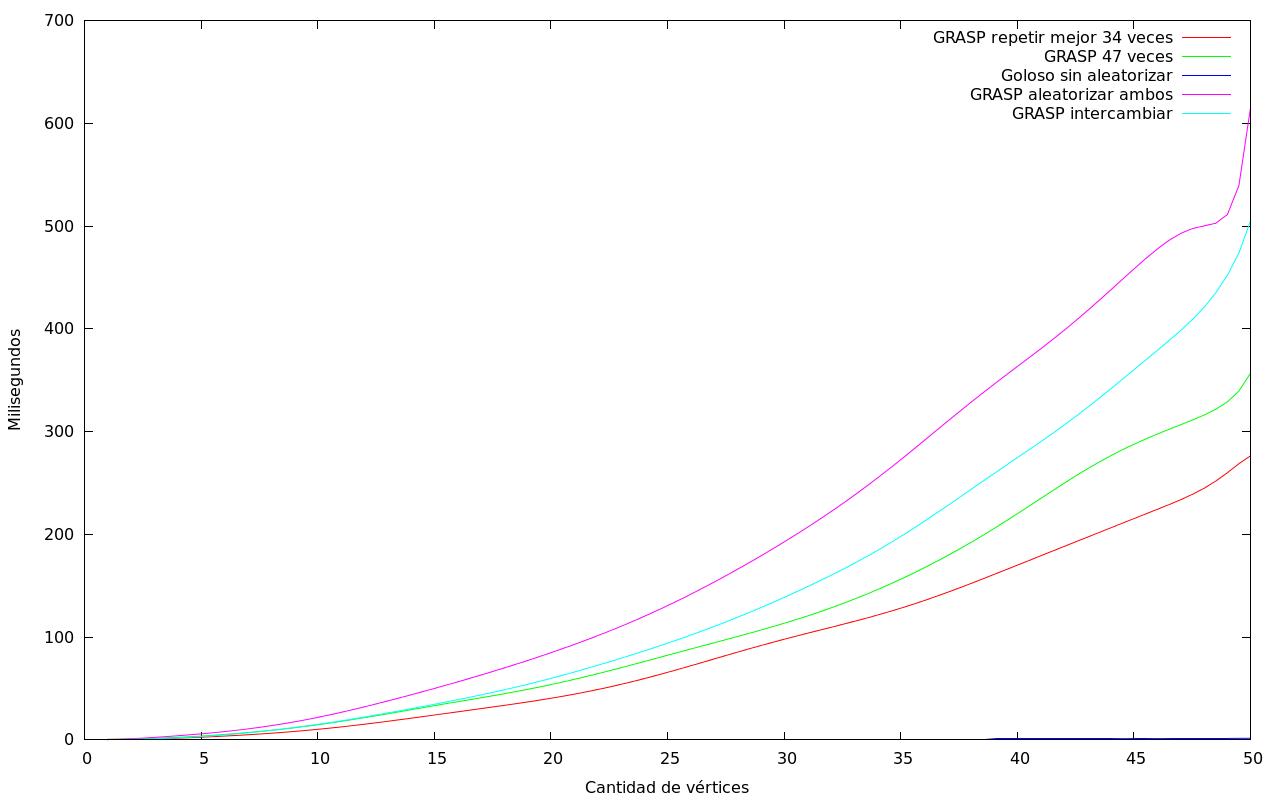 700
600
500
400
300
200
100
0
Milisegundos
GRASP repetir mejor 34 veces
GRASP 47 veces
Goloso sin aleatorizar
GRASP aleatorizar ambos
GRASP intercambiar
0 5 10 15 20 25 30 35 40 45 50
Cantidad de vértices